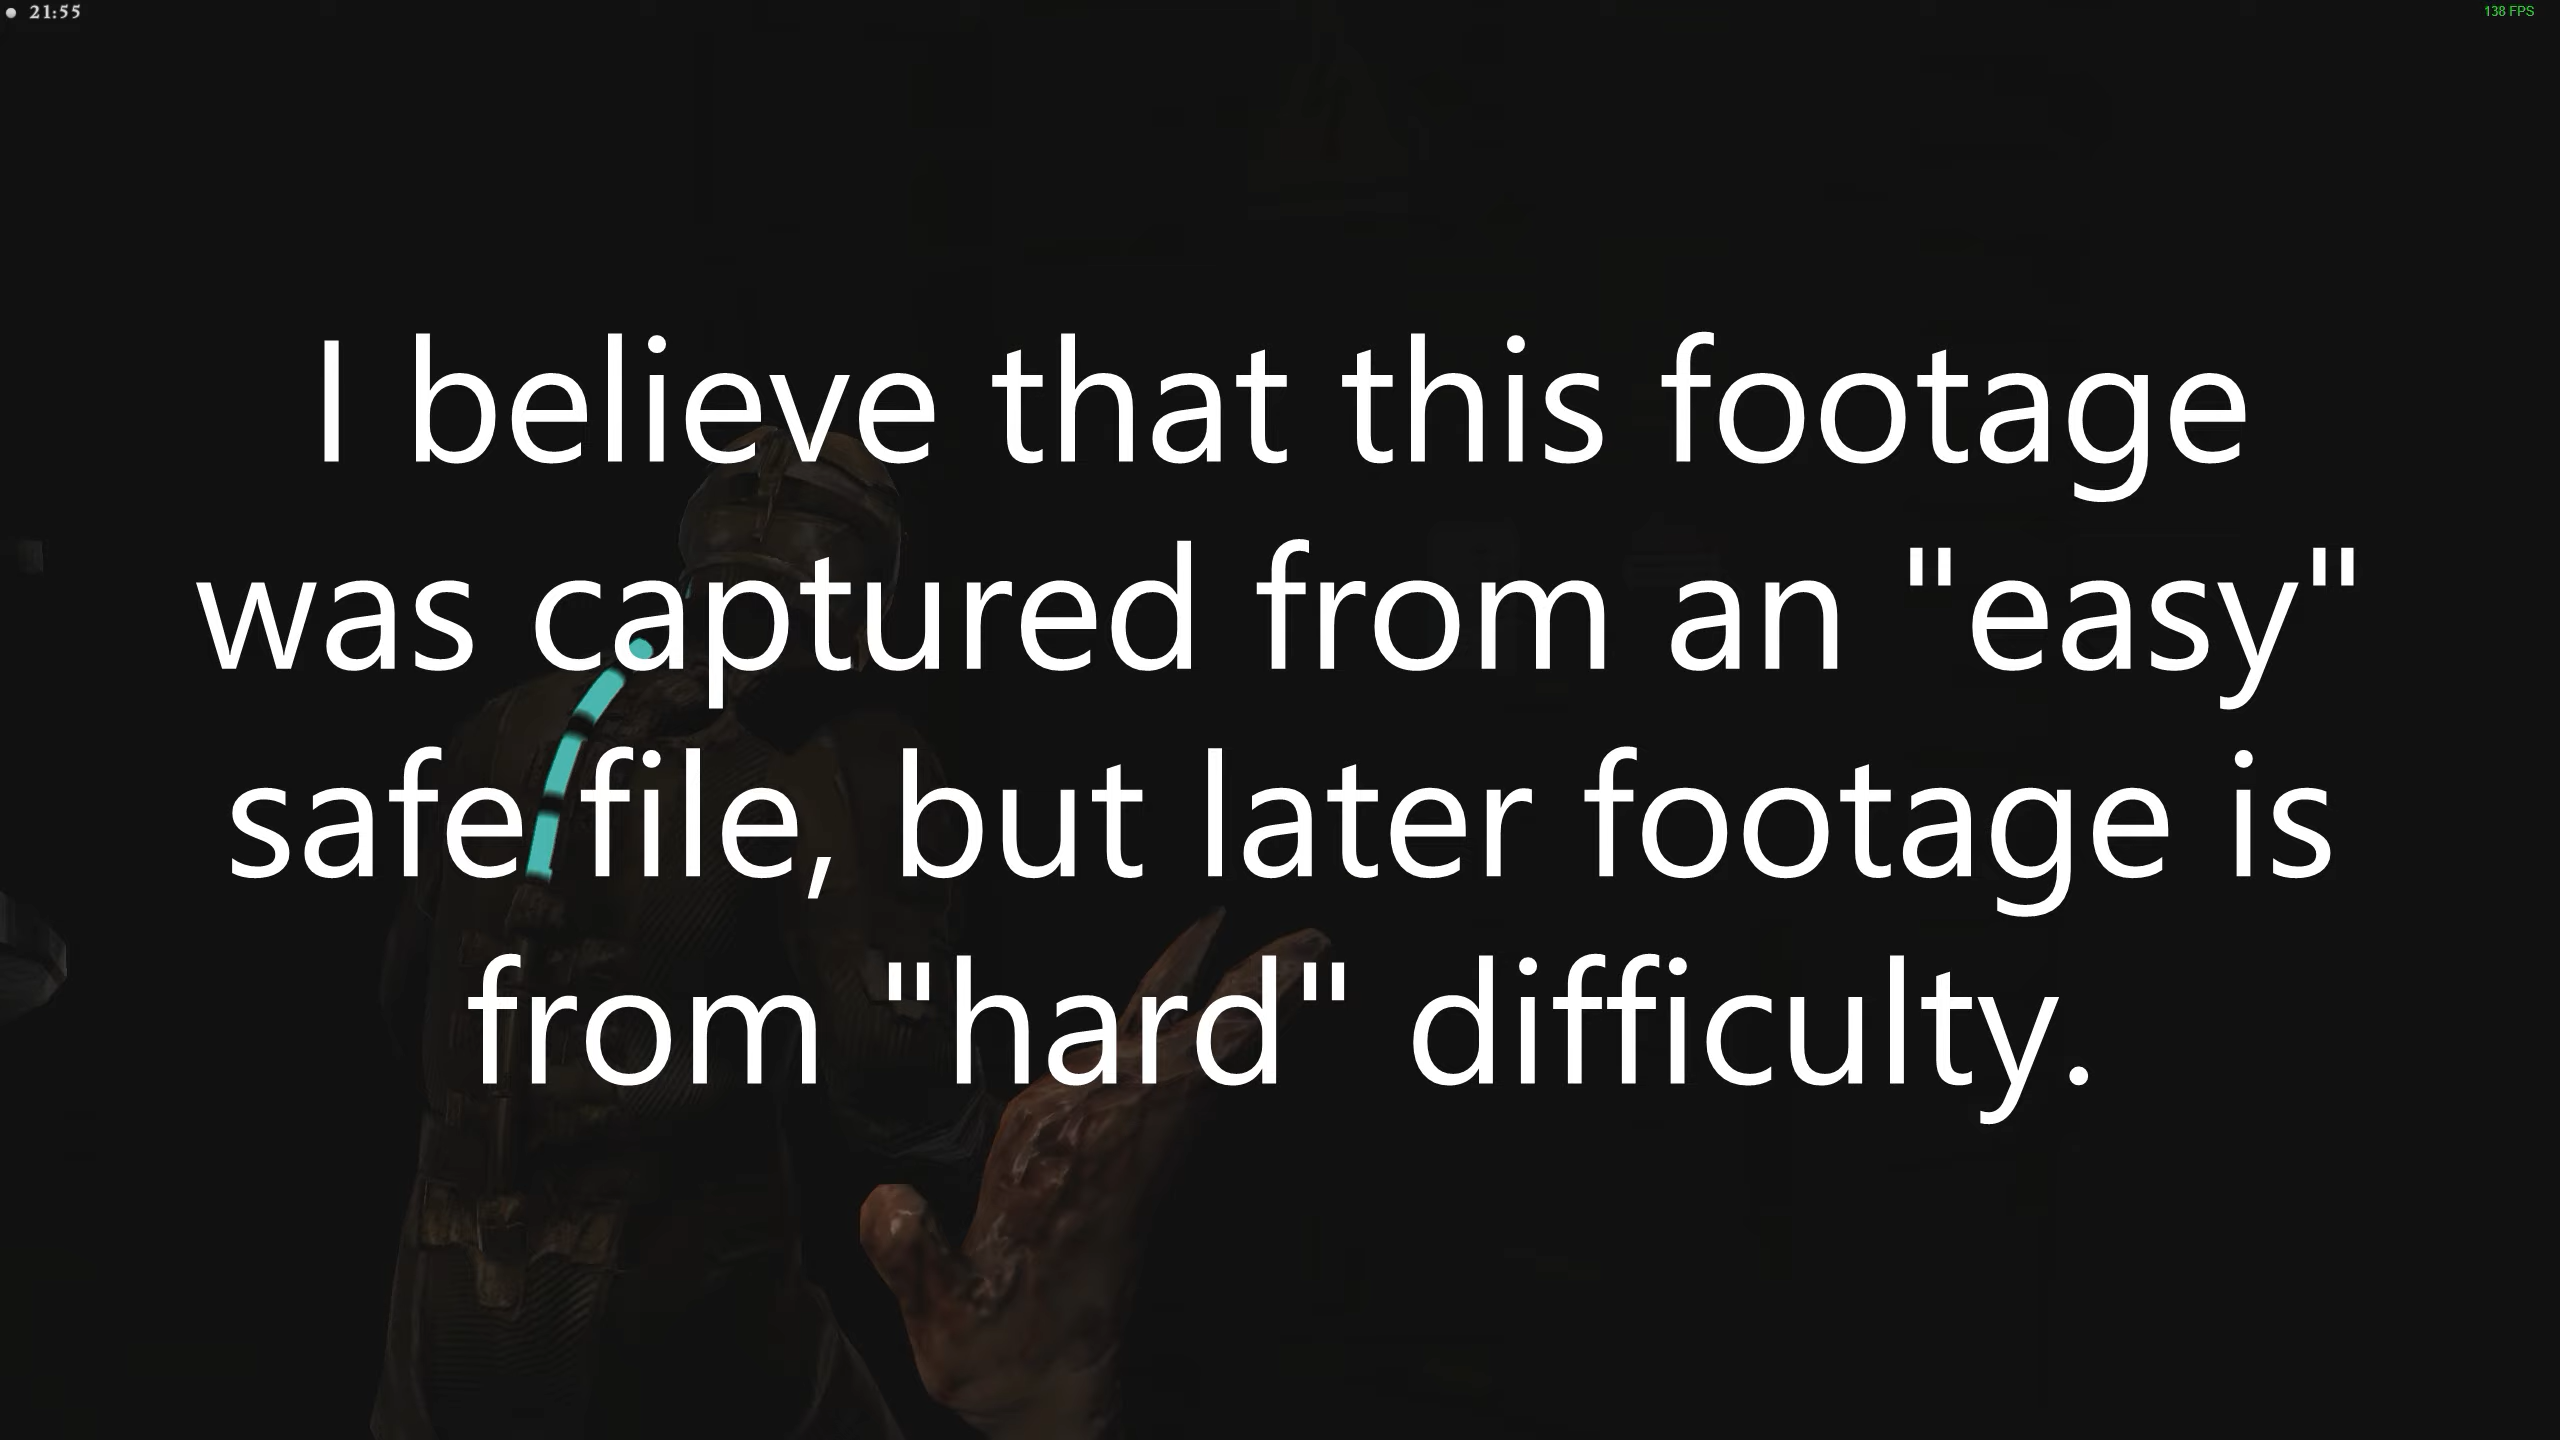 21:55
138 FPS
I believe that this footage
was captured from an "easy"
safe file, but later footage is
from "hard" difficulty.